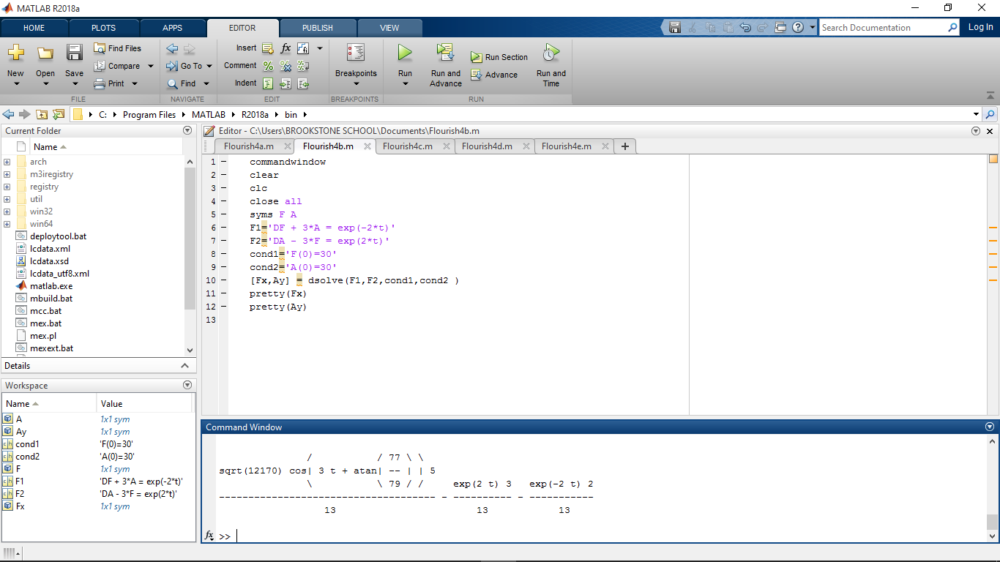 MATLAB R2018a
HOME PLOTS APPS EDITOR PUBLISH VIEW Search Documentation Log In
New Open Save Find Files Compare Print
Go To Find
Insert fx
Comment
Indent
Breakpoints
Run Run and Advance Run Section Advance Run and Time
FILE NAVIGATE EDIT BREAKPOINTS RUN
C: Program Files MATLAB R2018a bin
Current Folder
Name
arch
m3iregistry
registry
util
win32
win64
deploytool.bat
lcdata.xml
lcdata.xsd
lcdata_utf8.xml
matlab.exe
mbuild.bat
mcc.bat
mex.bat
mex.pl
mexext.bat
Details
Workspace
Name Value
A 1x1 sym
Ay 1x1 sym
cond1 'F(0)=30'
cond2 'A(0)=30'
F 1x1 sym
F1 'DF + 3*A = exp(-2*t)'
F2 'DA - 3*F = exp(2*t)'
Fx 1x1 sym
Editor - C:\Users\BROOKSTONE SCHOOL\Documents\Flourish4b.m
Flourish4a.m Flourish4b.m Flourish4c.m Flourish4d.m Flourish4e.m
1 commandwindow
2 clear
3 clc
4 close all
5 syms F A
6 F1='DF + 3*A = exp(-2*t)'
7 F2='DA - 3*F = exp(2*t)'
8 cond1='F(0)=30'
9 cond2='A(0)=30'
10 [Fx,Ay] = dsolve(F1,F2,cond1,cond2 )
11 pretty(Fx)
12 pretty(Ay)
13
Command Window
/ / 77 \ \
sqrt(12170) cos| 3 t + atan| -- | | 5
\ \ 79 / / exp(2 t) 3 exp(-2 t) 2
------------------------------------- - ---------- - -----------
13 13 13
fx >>